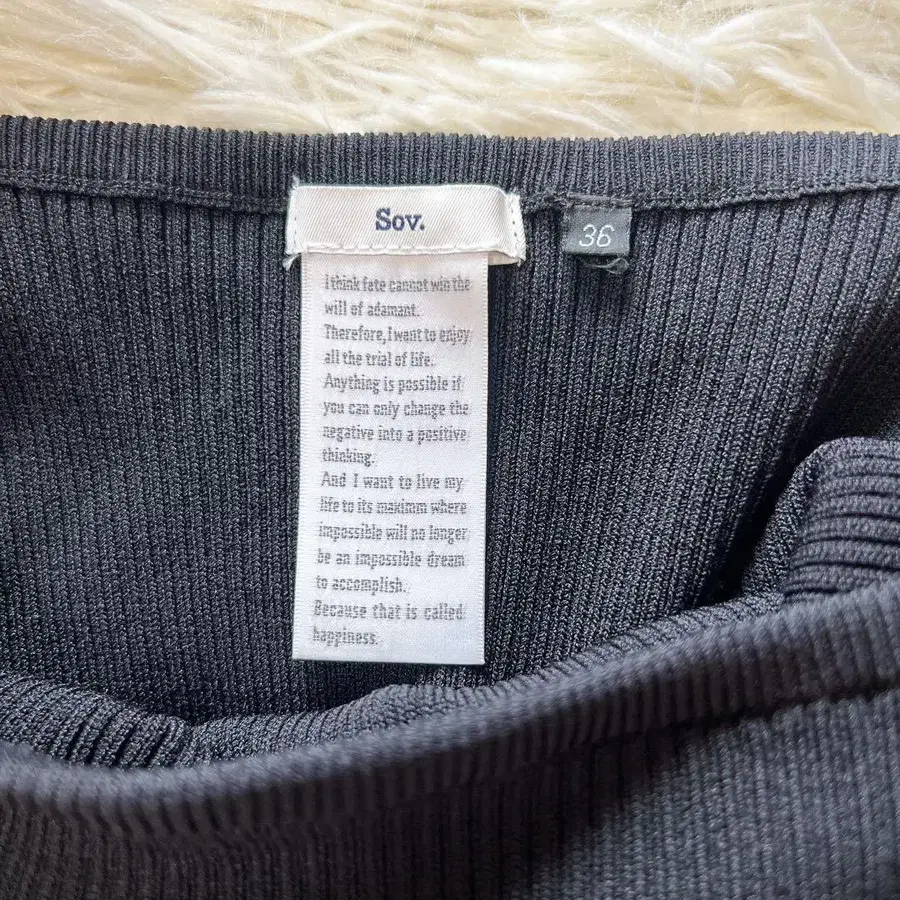 Sov.
36
I think fate cannot win the
will of adamant.
Therefore, I want to enjoy
all the trial of life.
Anything is possible if
you can only change the
negative into a positive
thinking.
And I want to live my
life to its maximm where
impossible will no longer
be an impossible dream
to accomplish.
Because that is called
happiness.